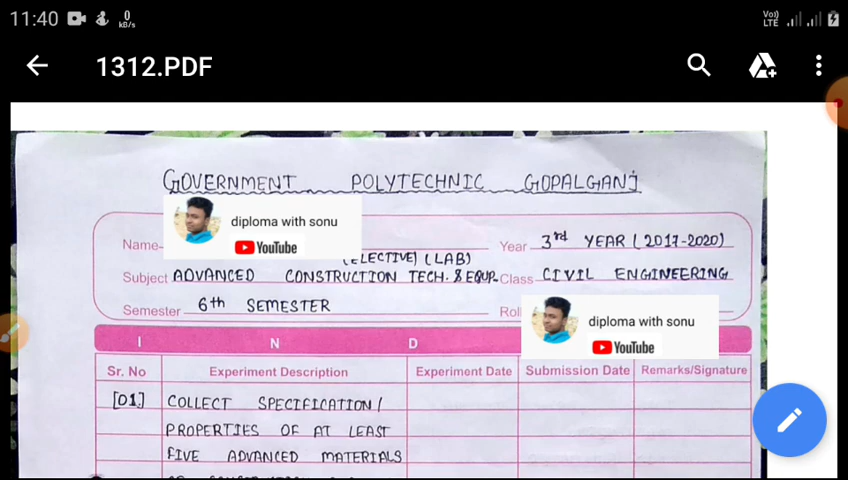 11:40 0 kB/s Vo) LTE
1312.PDF
GOVERNMENT POLYTECHNIC GOPALGANJ
diploma with sonu
YouTube
Name-
(ELECTIVE) (LAB)
Year 3rd YEAR (2017-2020)
Subject ADVANCED CONSTRUCTION TECH. & EQUP. Class CIVIL ENGINEERING
Semester 6th SEMESTER
Roll
diploma with sonu
YouTube
I N D
Sr. No Experiment Description Experiment Date Submission Date Remarks/Signature
[01] COLLECT SPECIFICATION/
PROPERTIES OF AT LEAST
FIVE ADVANCED MATERIALS